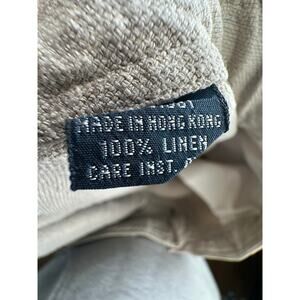 MADE IN HONG KONG
100% LINEN
CARE INST